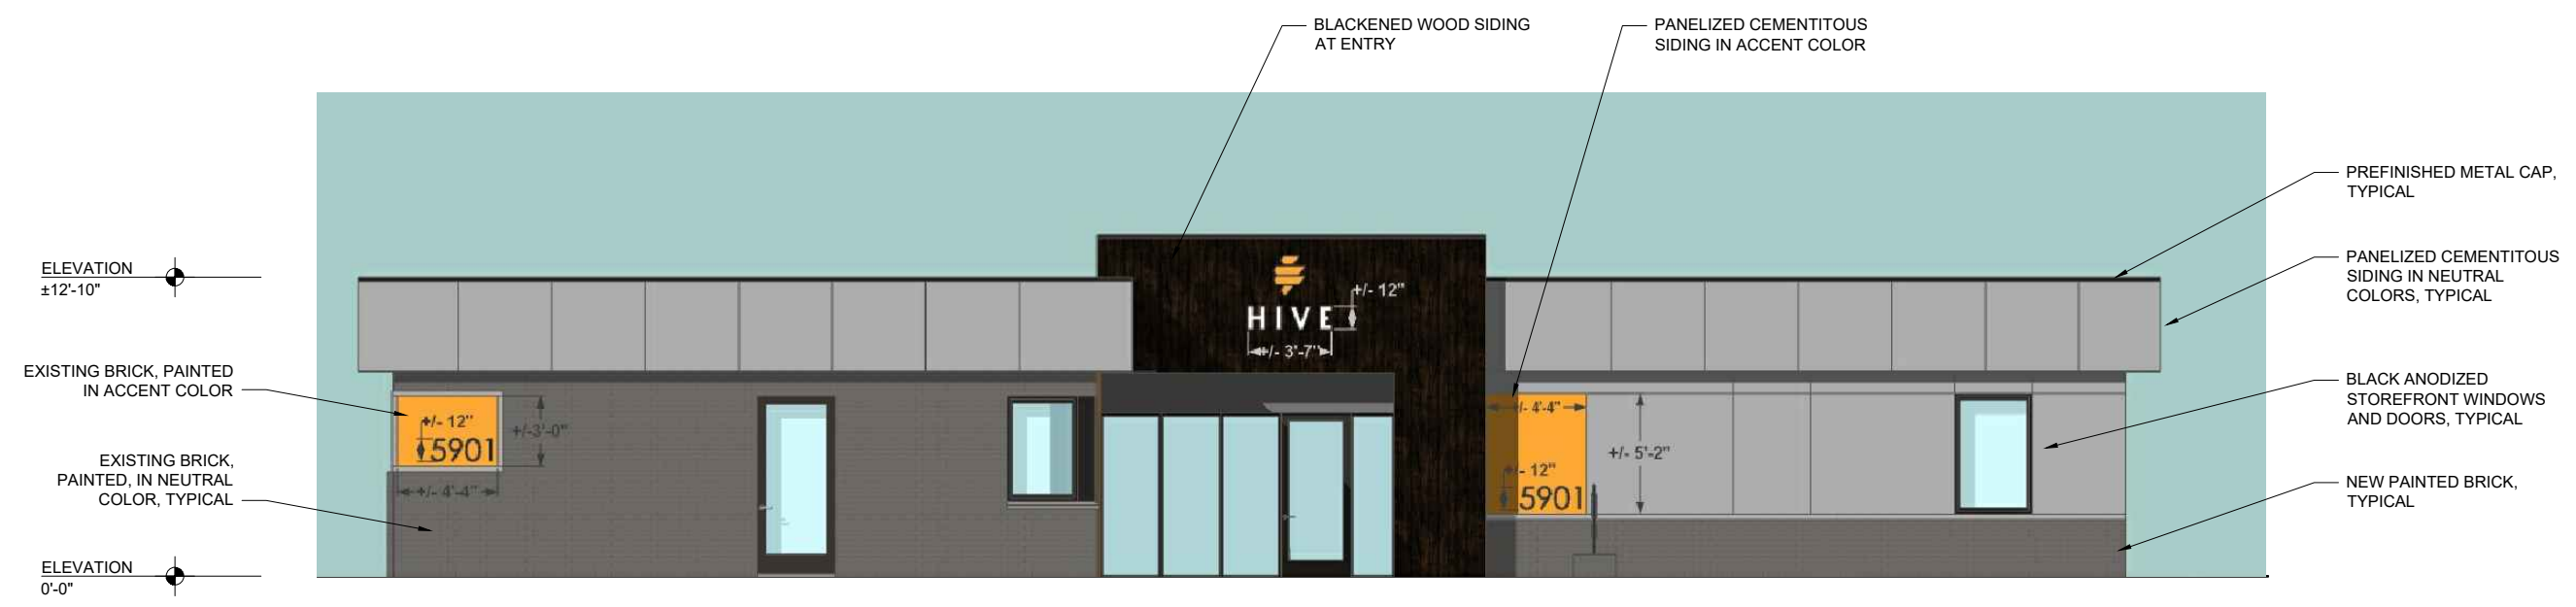 BLACKENED WOOD SIDING
AT ENTRY
PANELIZED CEMENTITOUS
SIDING IN ACCENT COLOR
PREFINISHED METAL CAP,
TYPICAL
ELEVATION
±12'-10"
PANELIZED CEMENTITOUS
SIDING IN NEUTRAL
COLORS, TYPICAL
+/- 12"
HIVE
+/- 3'-7"
EXISTING BRICK, PAINTED
IN ACCENT COLOR
BLACK ANODIZED
STOREFRONT WINDOWS
AND DOORS, TYPICAL
+/- 12"
5901
+/-3'-0"
+/- 4'-4"
+/- 4'-4"
+/- 5'-2"
+/- 12"
5901
EXISTING BRICK,
PAINTED, IN NEUTRAL
COLOR, TYPICAL
NEW PAINTED BRICK,
TYPICAL
ELEVATION
0'-0"